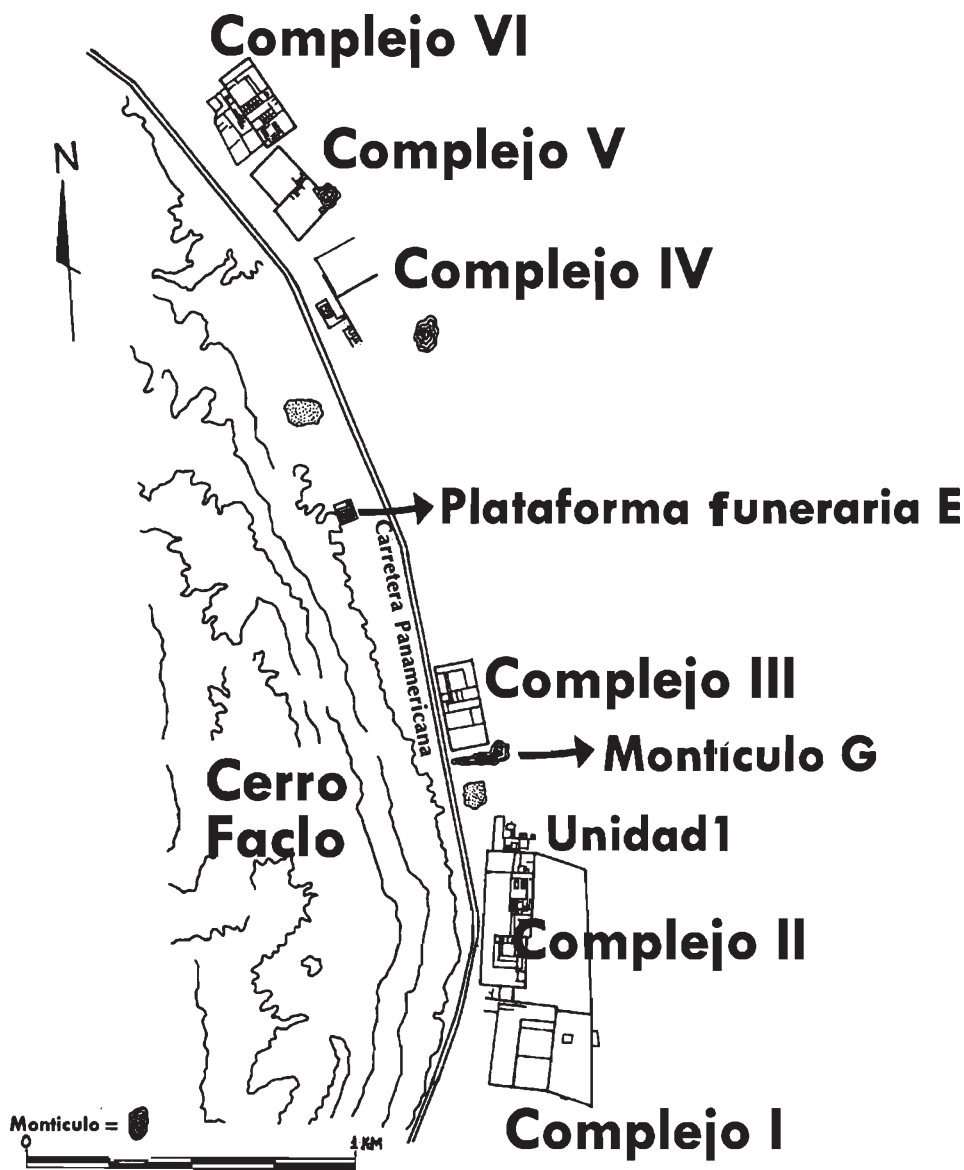 Complejo VI
Complejo V
N
Complejo IV
Plataforma funeraria E
Carretera Panamericana
Complejo III
Montículo G
Cerro
Faclo
Unidad1
Complejo II
Complejo I
Monticulo =
0 1 KM